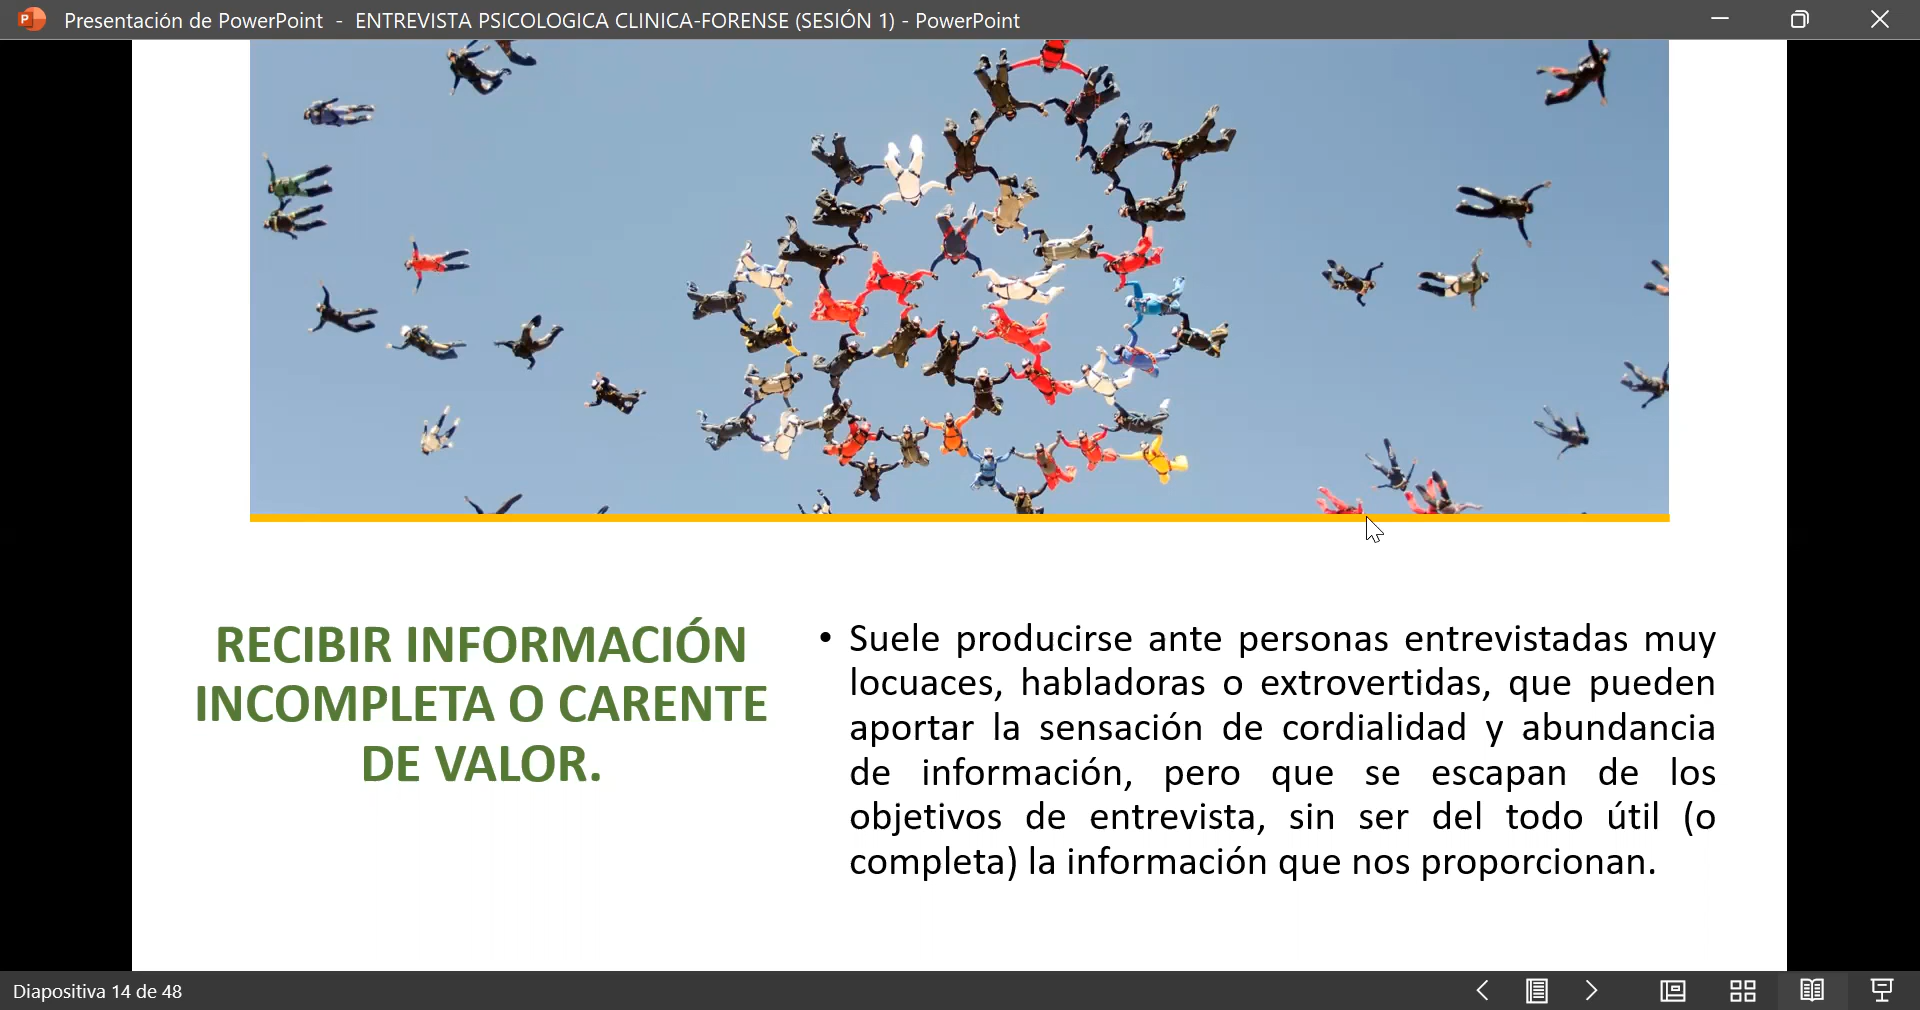 Presentación de PowerPoint - ENTREVISTA PSICOLOGICA CLINICA-FORENSE (SESIÓN 1) - PowerPoint
RECIBIR INFORMACIÓN
INCOMPLETA O CARENTE
DE VALOR.
• Suele producirse ante personas entrevistadas muy
locuaces, habladoras o extrovertidas, que pueden
aportar la sensación de cordialidad y abundancia
de información, pero que se escapan de los
objetivos de entrevista, sin ser del todo útil (o
completa) la información que nos proporcionan.
Diapositiva 14 de 48